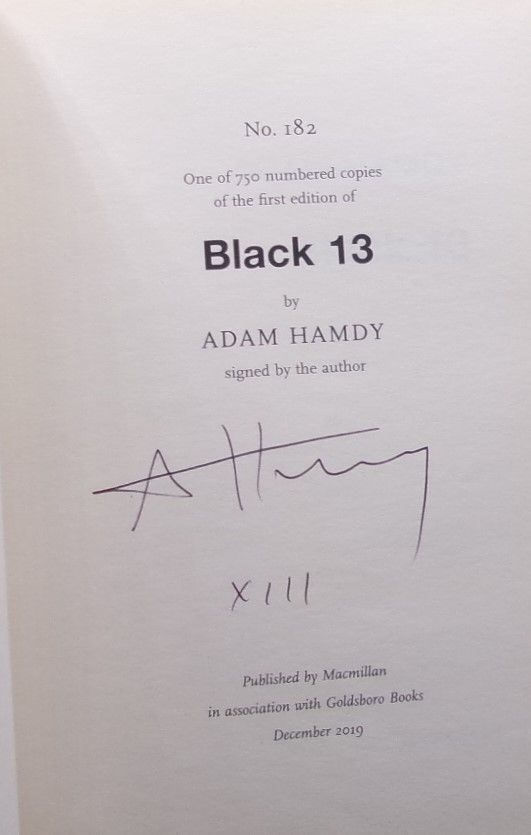 No. 182
One of 750 numbered copies
of the first edition of
Black 13
by
ADAM HAMDY
signed by the author
A Hamdy
XIII
Published by Macmillan
in association with Goldsboro Books
December 2019